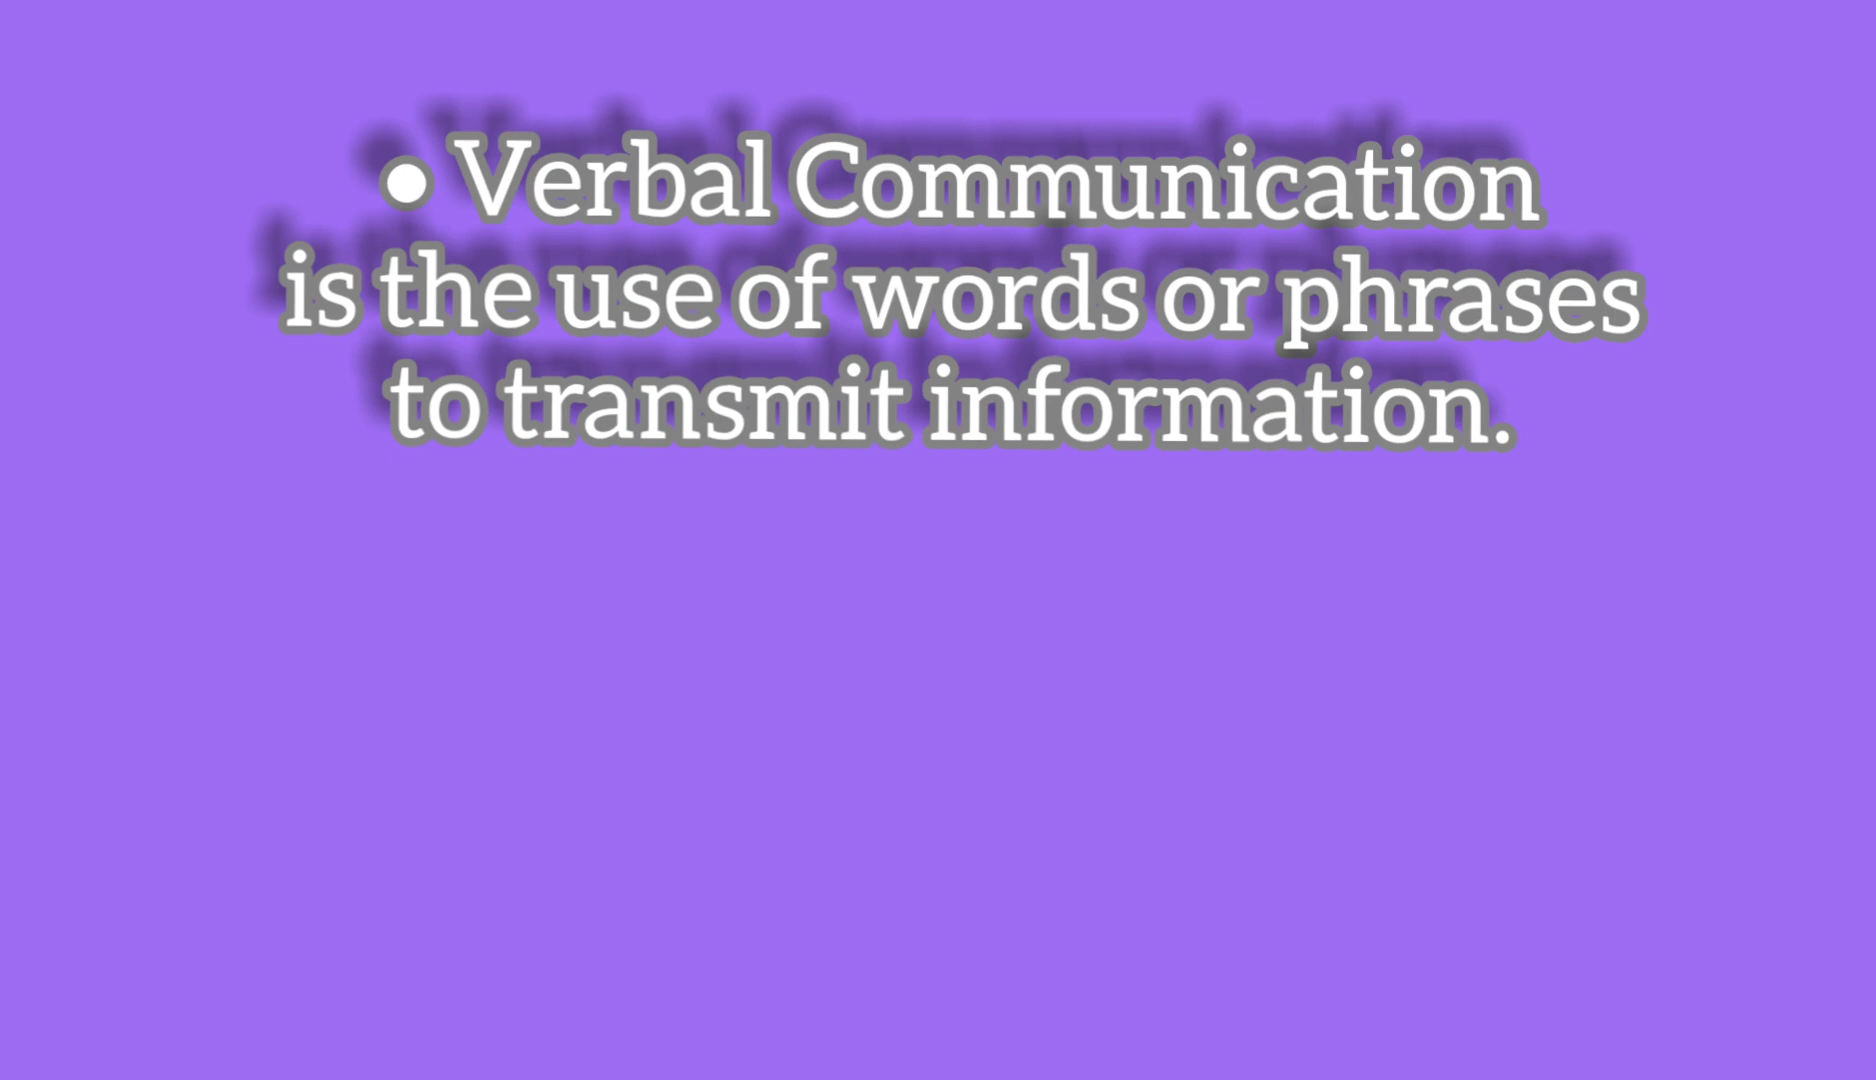 • Verbal Communication
is the use of words or phrases
to transmit information.